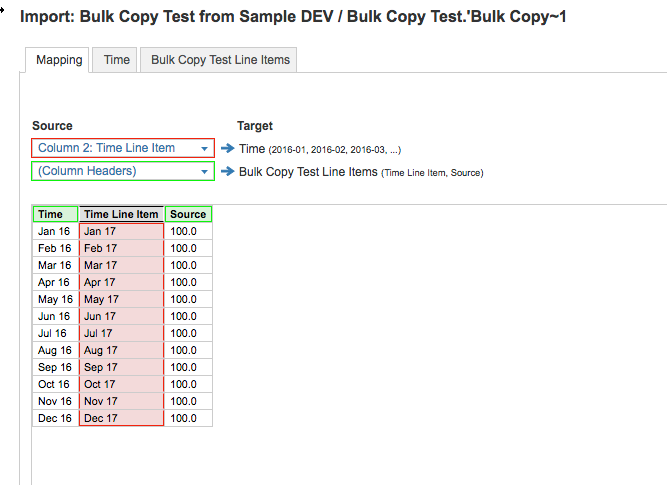 Import: Bulk Copy Test from Sample DEV / Bulk Copy Test.'Bulk Copy~1
Mapping Time Bulk Copy Test Line Items
Source Target
Column 2: Time Line Item Time (2016-01, 2016-02, 2016-03, ...)
(Column Headers) Bulk Copy Test Line Items (Time Line Item, Source)
Time Time Line Item Source
Jan 16 Jan 17 100.0
Feb 16 Feb 17 100.0
Mar 16 Mar 17 100.0
Apr 16 Apr 17 100.0
May 16 May 17 100.0
Jun 16 Jun 17 100.0
Jul 16 Jul 17 100.0
Aug 16 Aug 17 100.0
Sep 16 Sep 17 100.0
Oct 16 Oct 17 100.0
Nov 16 Nov 17 100.0
Dec 16 Dec 17 100.0